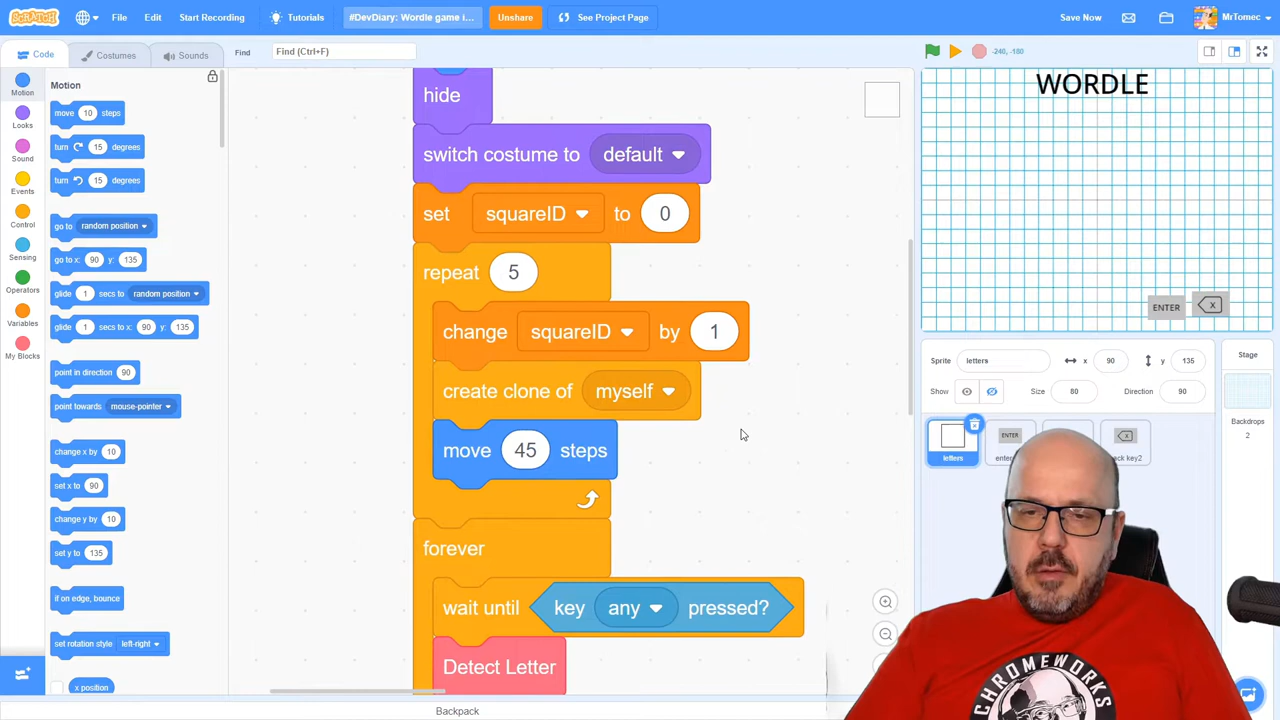 SCRATCH
File
Edit
Start Recording
Tutorials
#DevDiary: Wordle game i...
Unshare
See Project Page
Save Now
MrTomec
Code
Costumes
Sounds
Find
Find (Ctrl+F)
-240, -180
Motion
Looks
Sound
Events
Control
Sensing
Operators
Variables
My Blocks
Motion
move 10 steps
turn 15 degrees
turn 15 degrees
go to random position
go to x: 90 y: 135
glide 1 secs to random position
glide 1 secs to x: 90 y: 135
point in direction 90
point towards mouse-pointer
change x by 10
set x to 90
change y by 10
set y to 135
if on edge, bounce
set rotation style left-right
x position
hide
switch costume to default
set squareID to 0
repeat 5
change squareID by 1
create clone of myself
move 45 steps
forever
wait until key any pressed?
Detect Letter
WORDLE
ENTER
X
Sprite letters
x 90
y 135
Show
Size 80
Direction 90
Stage
Backdrops
2
letters
ENTER
CHROMEWORKS
Backpack